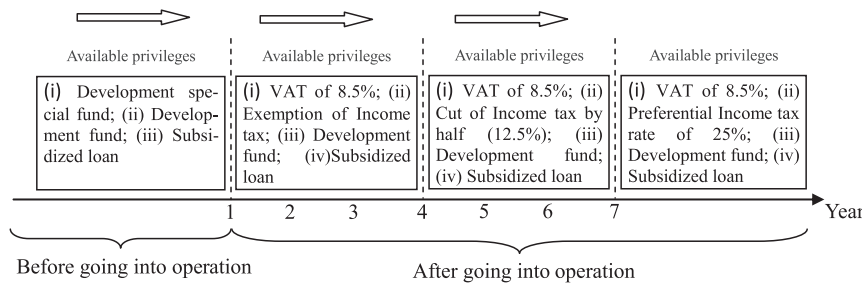 Available privileges
Available privileges
Available privileges
Available privileges
(i) Development spe-
cial fund; (ii) Develop-
ment fund; (iii) Subsi-
dized loan
(i) VAT of 8.5%; (ii)
Exemption of Income
tax; (iii) Development
fund; (iv)Subsidized
loan
(i) VAT of 8.5%; (ii)
Cut of Income tax by
half (12.5%); (iii)
Development fund;
(iv) Subsidized loan
(i) VAT of 8.5%; (ii)
Preferential Income tax
rate of 25%; (iii)
Development fund; (iv)
Subsidized loan
1 2 3 4 5 6 7 Year
Before going into operation
After going into operation